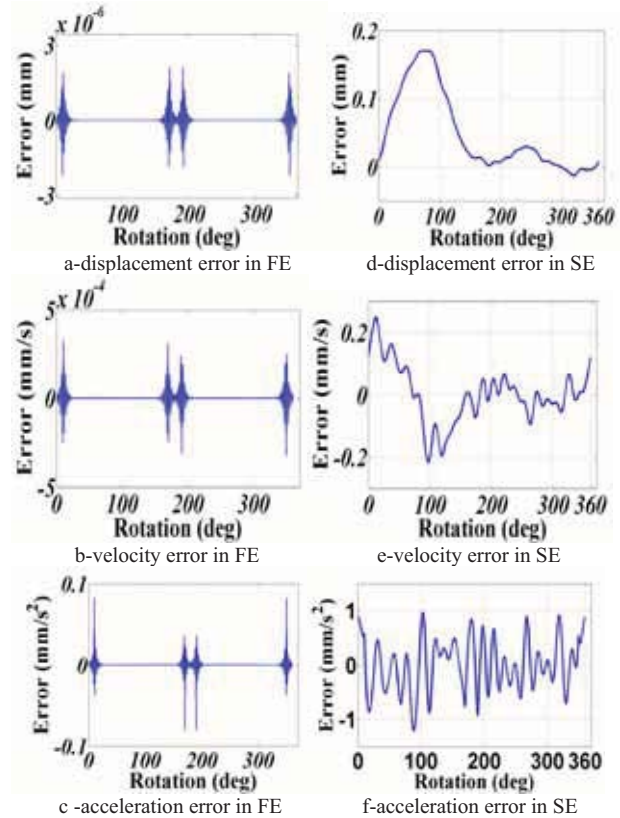 x 10⁻⁶
3
0
-3
Error (mm)
100 200 300
Rotation (deg)
a-displacement error in FE
0.2
0.1
0
Error (mm)
0 100 200 300 360
Rotation (deg)
d-displacement error in SE
x 10⁻⁴
5
0
-5
Error (mm/s)
0 100 200 300
Rotation (deg)
b-velocity error in FE
0.2
0
-0.2
Error (mm/s)
0 100 200 300 360
Rotation (deg)
e-velocity error in SE
0.1
0
-0.1
Error (mm/s²)
0 100 200 300
Rotation (deg)
c -acceleration error in FE
1
0
-1
Error (mm/s²)
0 100 200 300 360
Rotation (deg)
f-acceleration error in SE